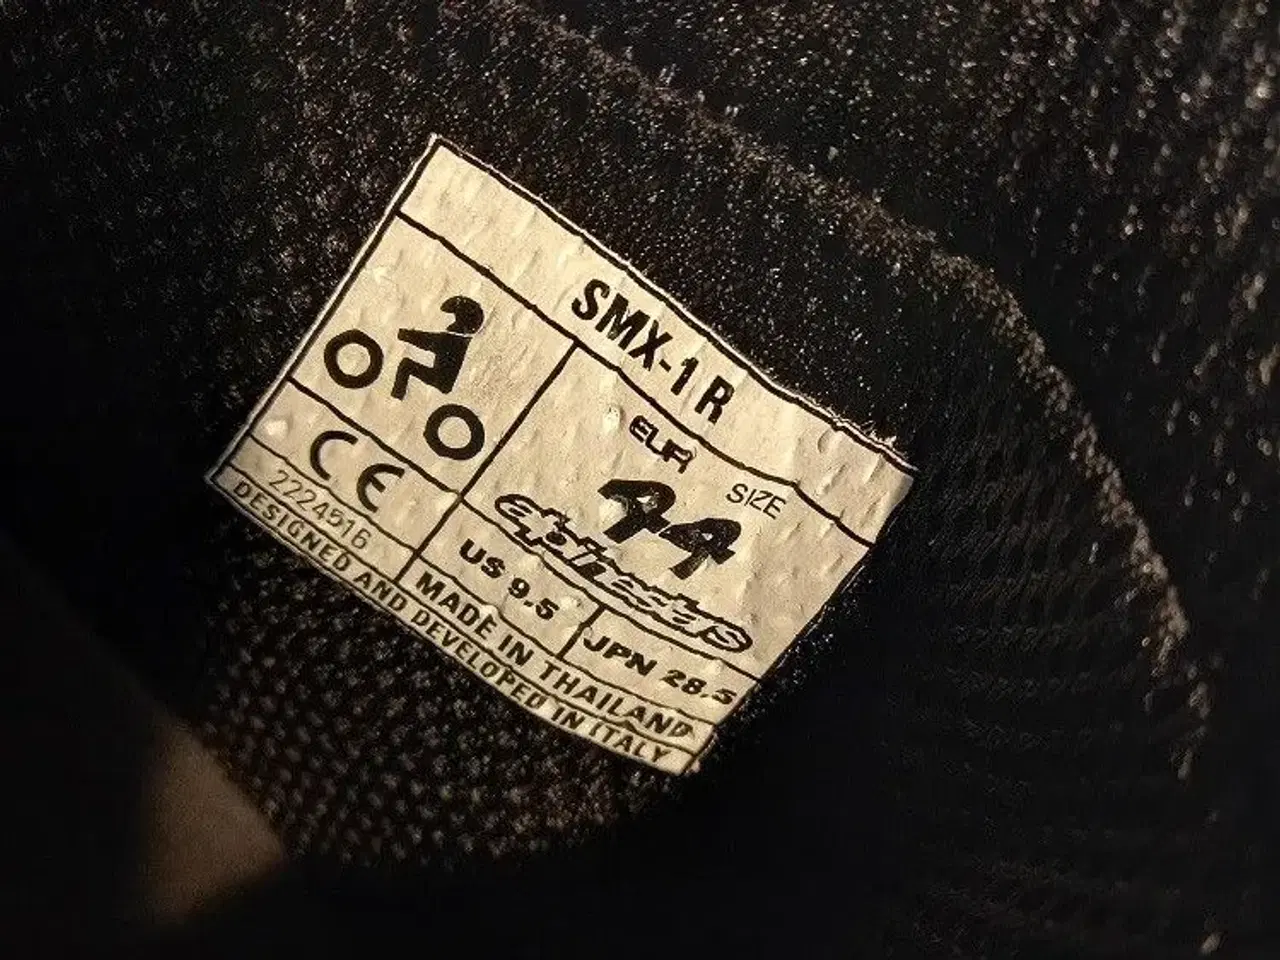 SMX-1 R
EUR SIZE
44
alpinestars
CE
US 9.5 JPN 28.5
2224516
MADE IN THAILAND
DESIGNED AND DEVELOPED IN ITALY